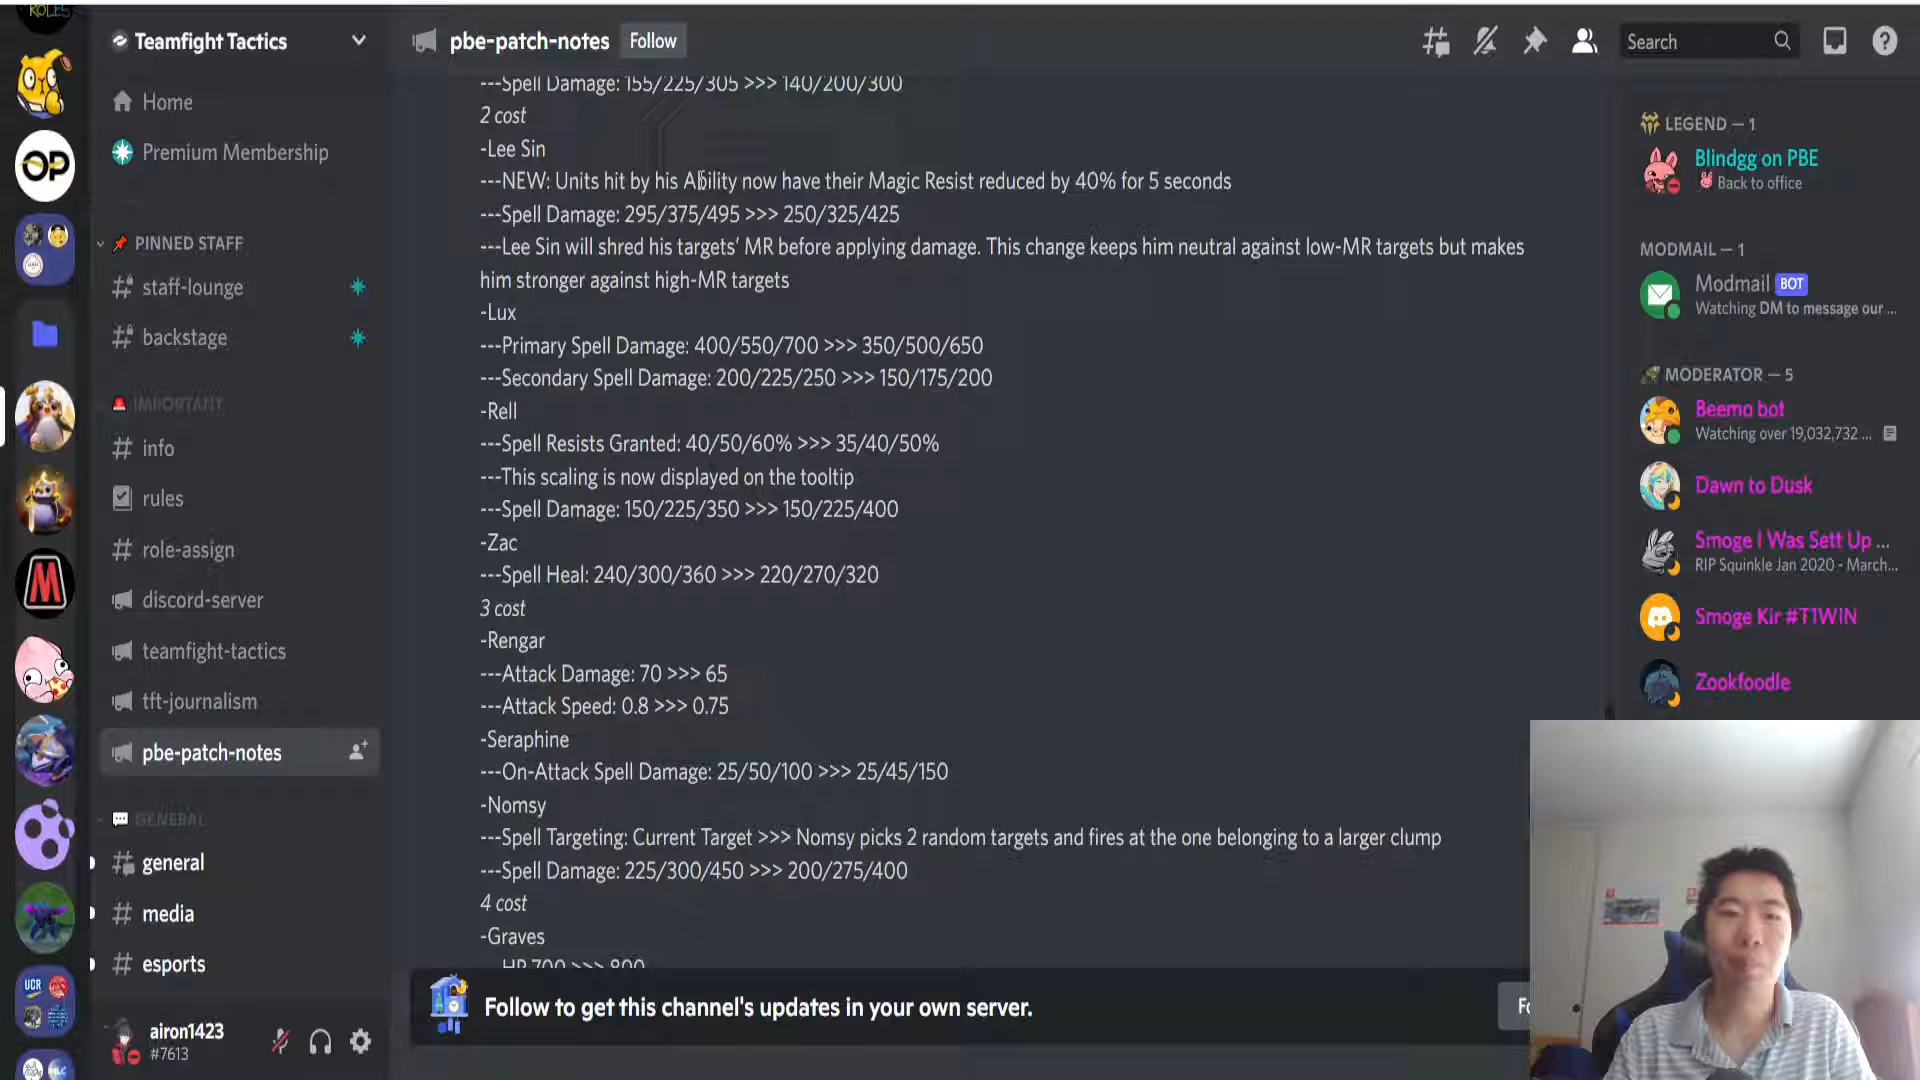 ROLES
Teamfight Tactics
Home
Premium Membership
PINNED STAFF
staff-lounge
backstage
IMPORTANT
info
rules
role-assign
discord-server
teamfight-tactics
tft-journalism
pbe-patch-notes
GENERAL
general
media
esports
airon1423
#7613
OP
M
UCR
pbe-patch-notes
Follow
Search
---Spell Damage: 155/225/305 >>> 140/200/300
2 cost
-Lee Sin
---NEW: Units hit by his Ability now have their Magic Resist reduced by 40% for 5 seconds
---Spell Damage: 295/375/495 >>> 250/325/425
---Lee Sin will shred his targets’ MR before applying damage. This change keeps him neutral against low-MR targets but makes
him stronger against high-MR targets
-Lux
---Primary Spell Damage: 400/550/700 >>> 350/500/650
---Secondary Spell Damage: 200/225/250 >>> 150/175/200
-Rell
---Spell Resists Granted: 40/50/60% >>> 35/40/50%
---This scaling is now displayed on the tooltip
---Spell Damage: 150/225/350 >>> 150/225/400
-Zac
---Spell Heal: 240/300/360 >>> 220/270/320
3 cost
-Rengar
---Attack Damage: 70 >>> 65
---Attack Speed: 0.8 >>> 0.75
-Seraphine
---On-Attack Spell Damage: 25/50/100 >>> 25/45/150
-Nomsy
---Spell Targeting: Current Target >>> Nomsy picks 2 random targets and fires at the one belonging to a larger clump
---Spell Damage: 225/300/450 >>> 200/275/400
4 cost
-Graves
---HP 700 >>> 800
Follow to get this channel's updates in your own server.
Fo
LEGEND — 1
Blindgg on PBE
Back to office
MODMAIL — 1
Modmail BOT
Watching DM to message our ...
MODERATOR — 5
Beemo bot
Watching over 19,032,732 ...
Dawn to Dusk
Smoge I Was Sett Up ...
RIP Squinkle Jan 2020 - March...
Smoge Kir #T1WIN
Zookfoodle